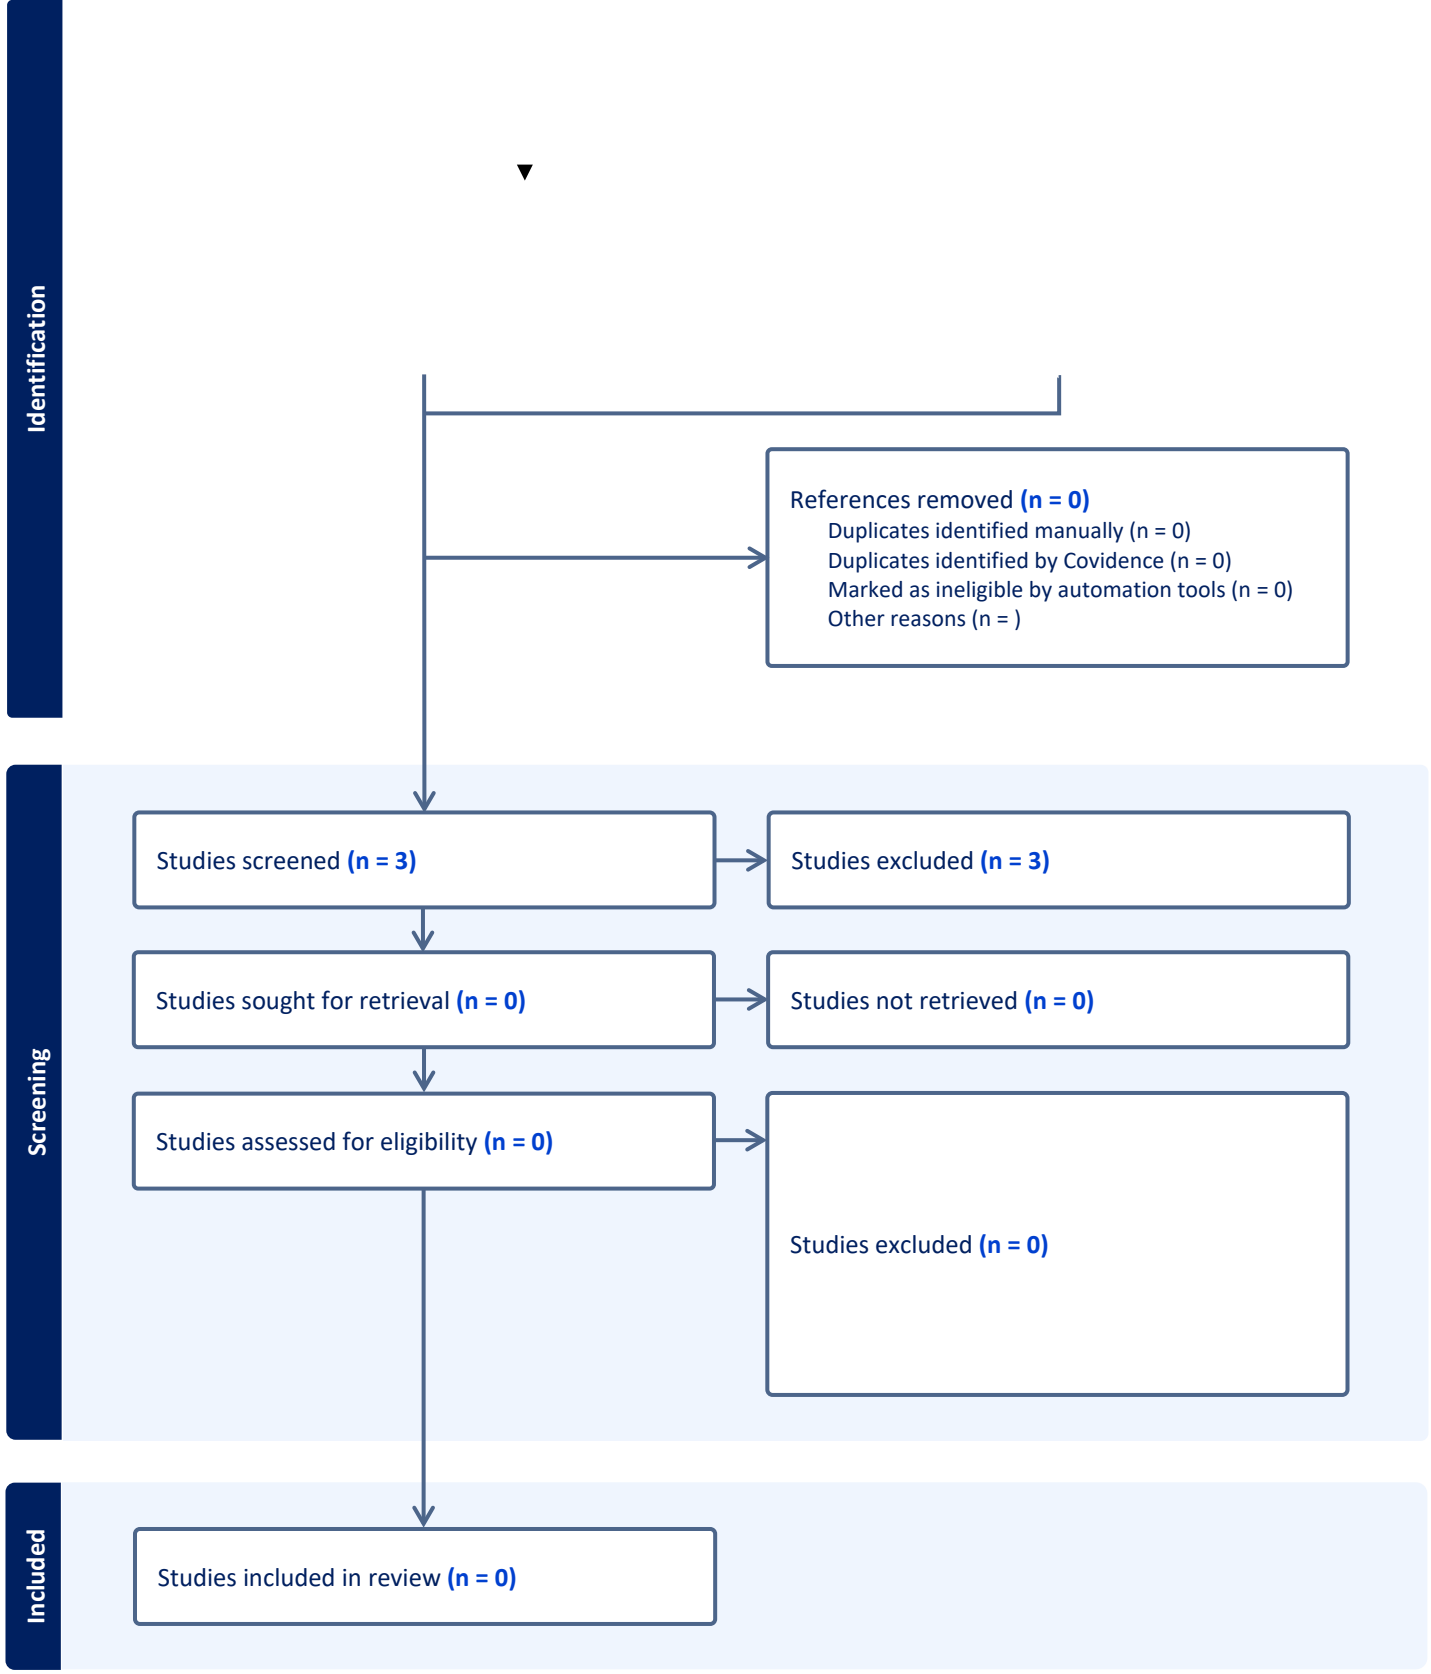 Identification
References removed (n = 0)
Duplicates identified manually (n = 0)
Duplicates identified by Covidence (n = 0)
Marked as ineligible by automation tools (n = 0)
Other reasons (n = )
Screening
Studies screened (n = 3)
Studies excluded (n = 3)
Studies sought for retrieval (n = 0)
Studies not retrieved (n = 0)
Studies assessed for eligibility (n = 0)
Studies excluded (n = 0)
Included
Studies included in review (n = 0)